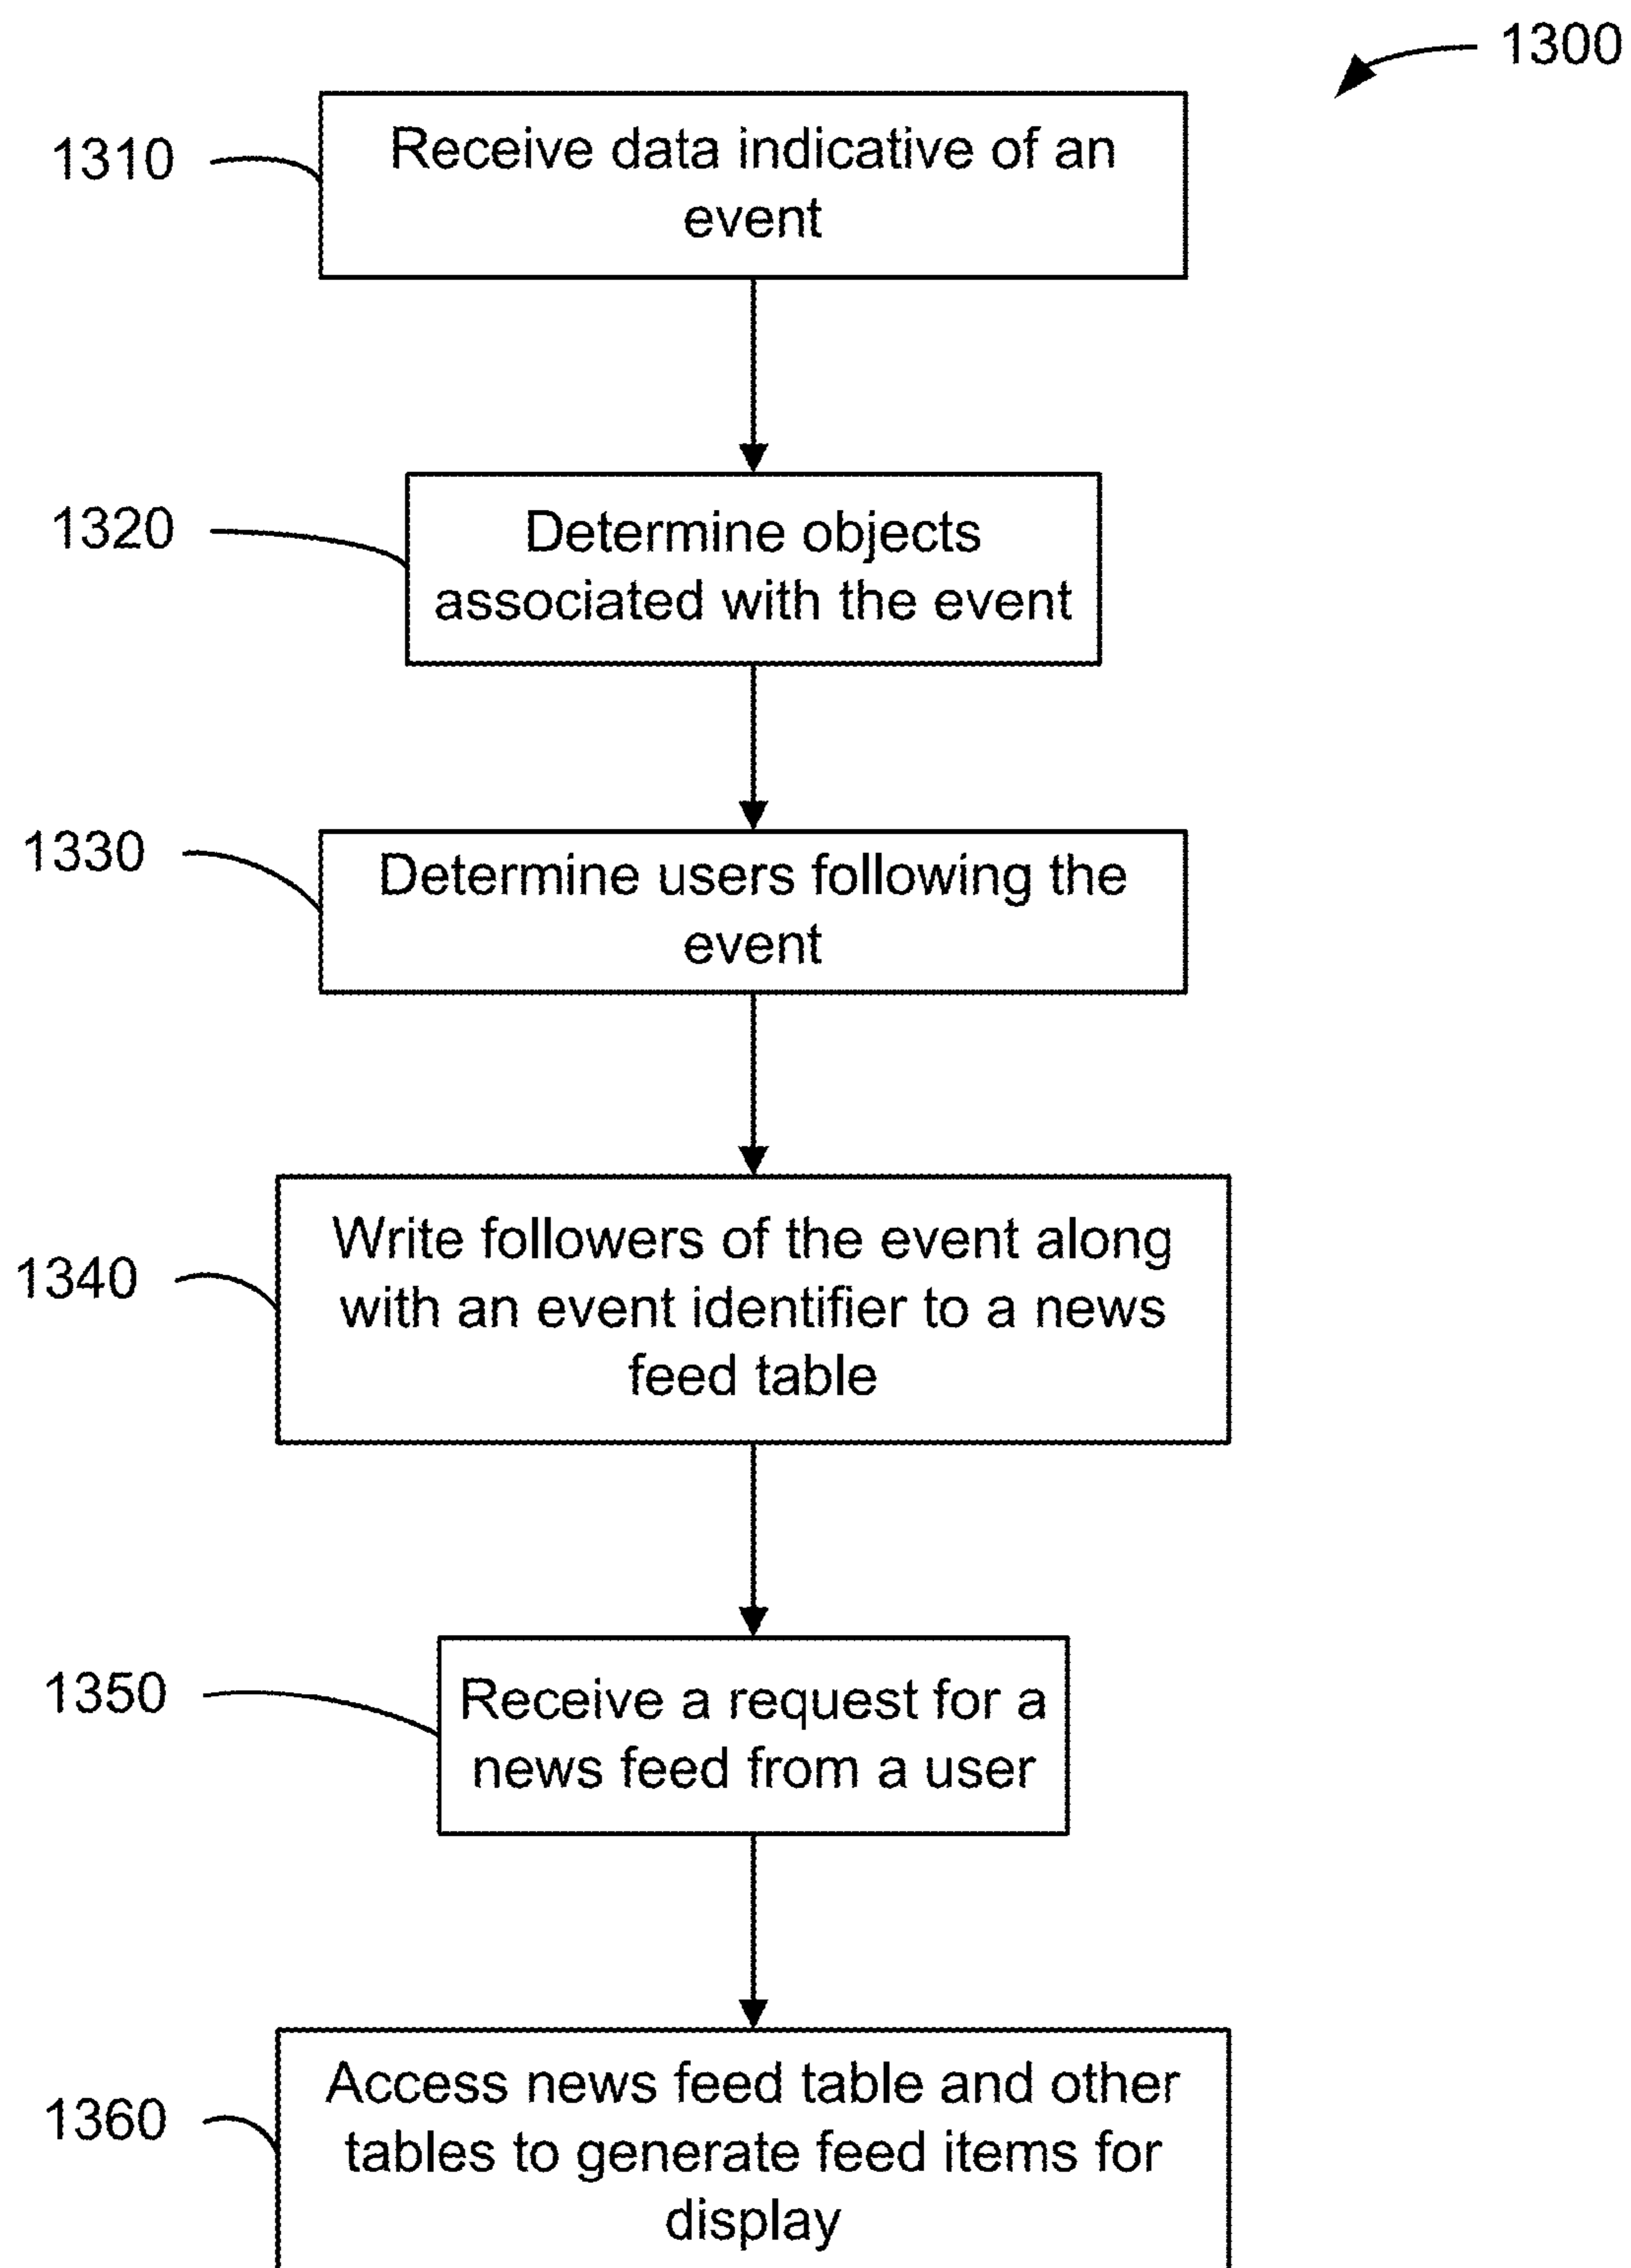 1300
1310
Receive data indicative of an
event
1320
Determine objects
associated with the event
1330
Determine users following the
event
1340
Write followers of the event along
with an event identifier to a news
feed table
1350
Receive a request for a
news feed from a user
1360
Access news feed table and other
tables to generate feed items for
display